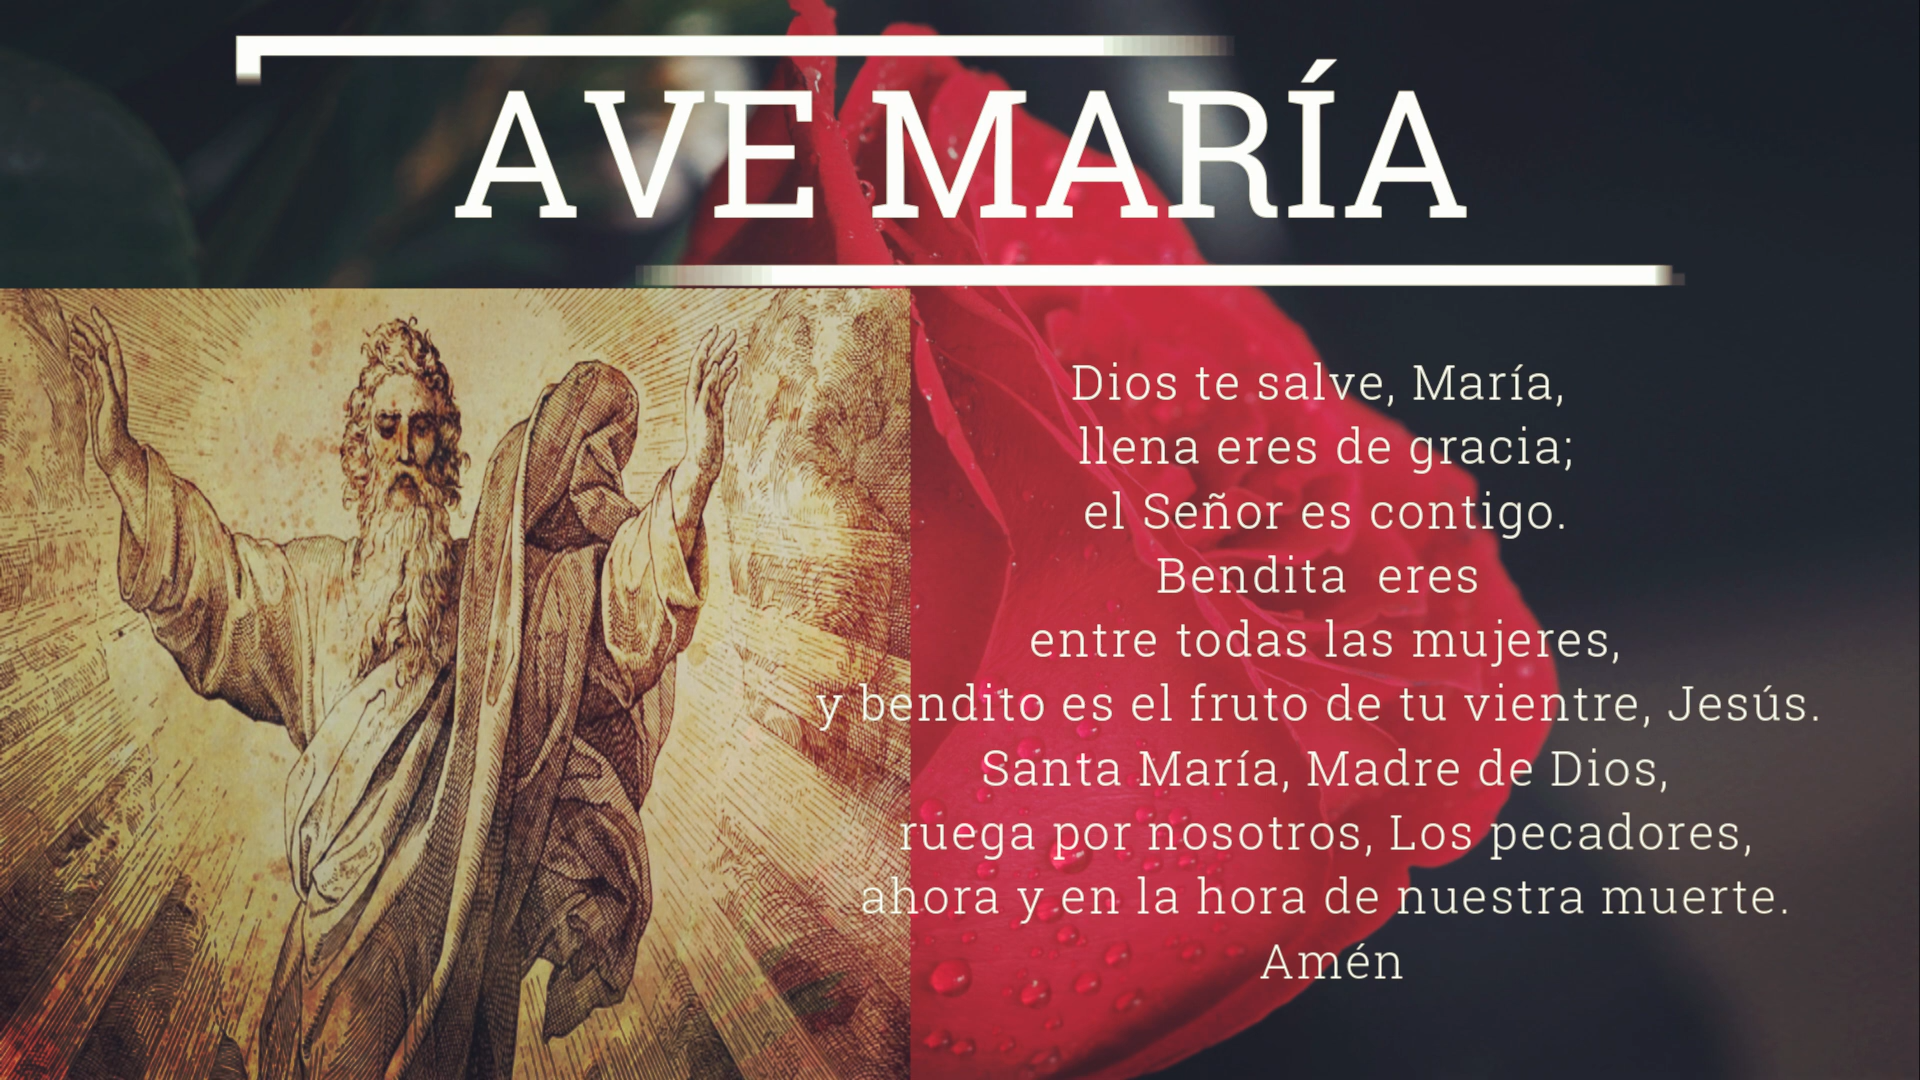 AVE MARÍA
Dios te salve, María,
llena eres de gracia;
el Señor es contigo.
Bendita  eres
entre todas las mujeres,
y bendito es el fruto de tu vientre, Jesús.
Santa María, Madre de Dios,
ruega por nosotros, Los pecadores,
ahora y en la hora de nuestra muerte.
Amén